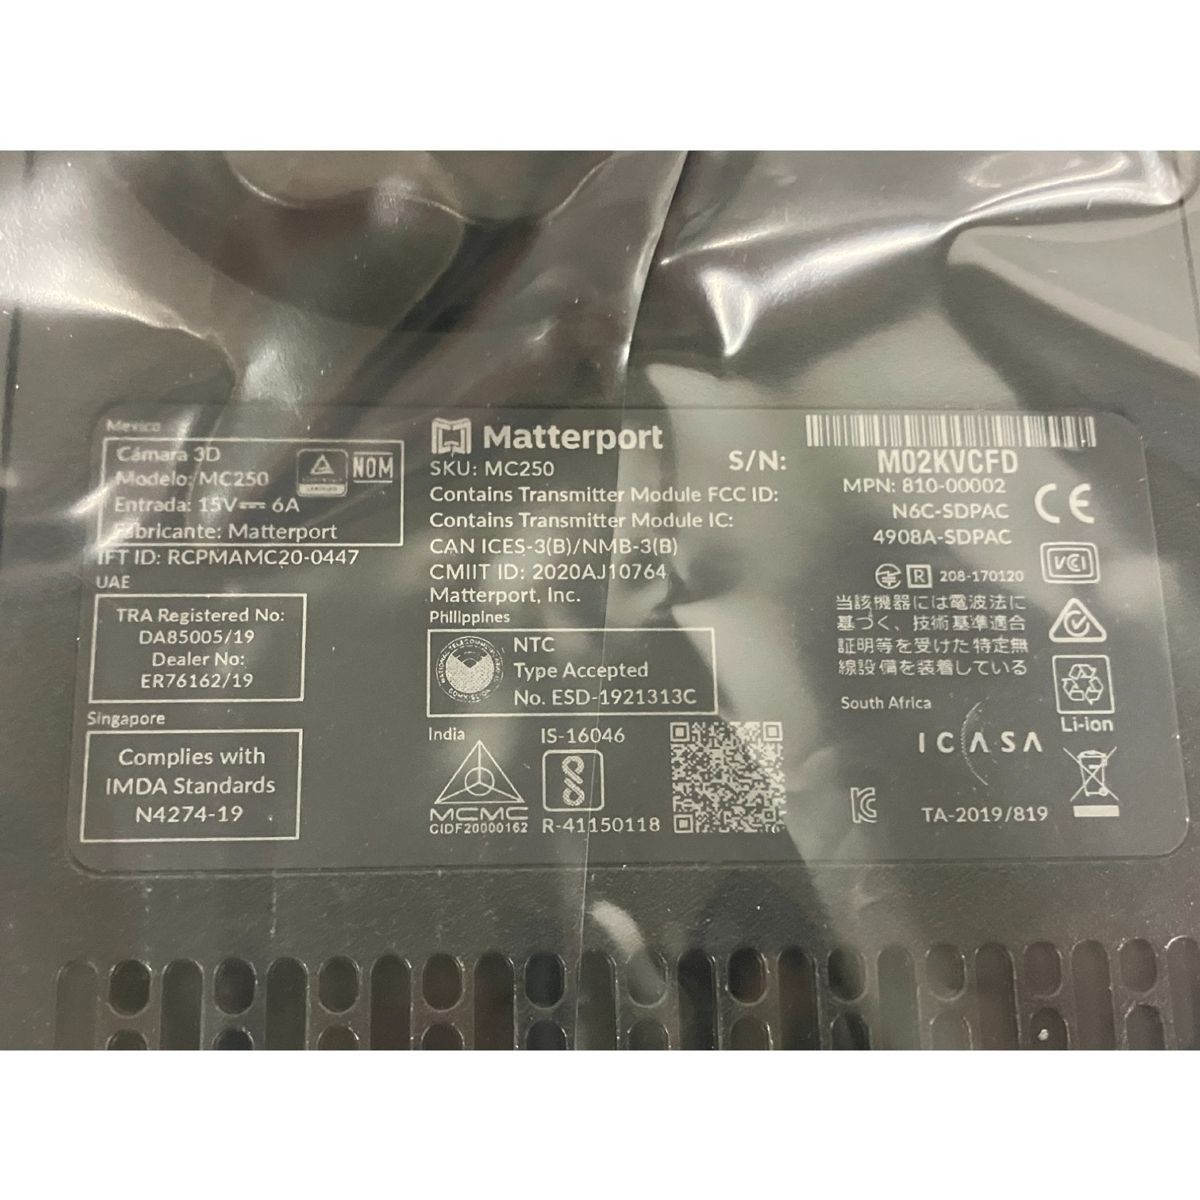 Mexico
Cámara 3D
Modelo: MC250
Entrada: 15V 6A
Fabricante: Matterport
NOM
IFT ID: RCPMAMC20-0447
UAE
TRA Registered No:
DA85005/19
Dealer No:
ER76162/19
Singapore
Complies with
IMDA Standards
N4274-19
Matterport
SKU: MC250
S/N: M02KVCFD
MPN: 810-00002
Contains Transmitter Module FCC ID: N6C-SDPAC
Contains Transmitter Module IC: 4908A-SDPAC
CAN ICES-3(B)/NMB-3(B)
CMIIT ID: 2020AJ10764
Matterport, Inc.
Philippines
NTC
Type Accepted
No. ESD-1921313C
India
MCMC
CIDF20000162
IS-16046
R-41150118
CE
VCI
R 208-170120
当該機器には電波法に
基づく、技術基準適合
証明等を受けた特定無
線設備を装着している
Li-ion
South Africa
ICASA
TA-2019/819